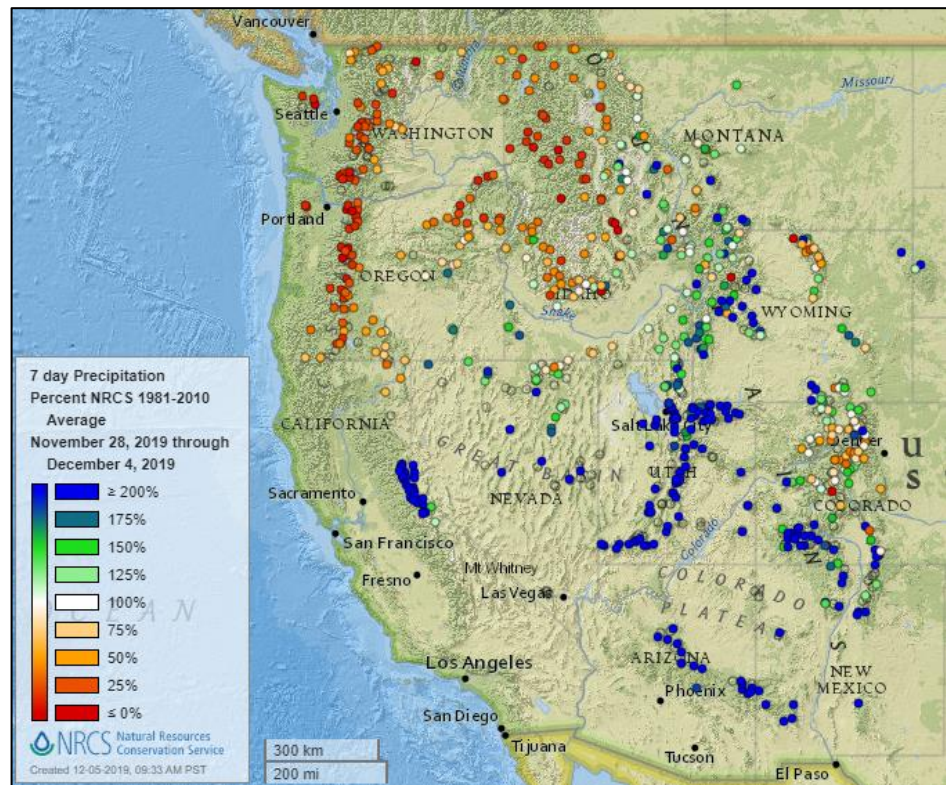 Vancouver
Columbia
Missouri
Seattle
WASHINGTON
MONTANA
Portland
OREGON
IDAHO
Snake
WYOMING
7 day Precipitation
Percent NRCS 1981-2010
Average
November 28, 2019 through
December 4, 2019
≥ 200%
175%
150%
125%
100%
75%
50%
25%
≤ 0%
NRCS Natural Resources
Conservation Service
Created 12-05-2019, 09:33 AM PST
CALIFORNIA
Salt Lake City
Denver
US
GREAT BASIN
UTAH
NEVADA
Sacramento
COLORADO
San Francisco
Colorado
Fresno
Mt Whitney
Las Vegas
COLORADO
PLATEAU
Los Angeles
ARIZONA
NEW
MEXICO
Phoenix
San Diego
Tijuana
Tucson
El Paso
300 km
200 mi